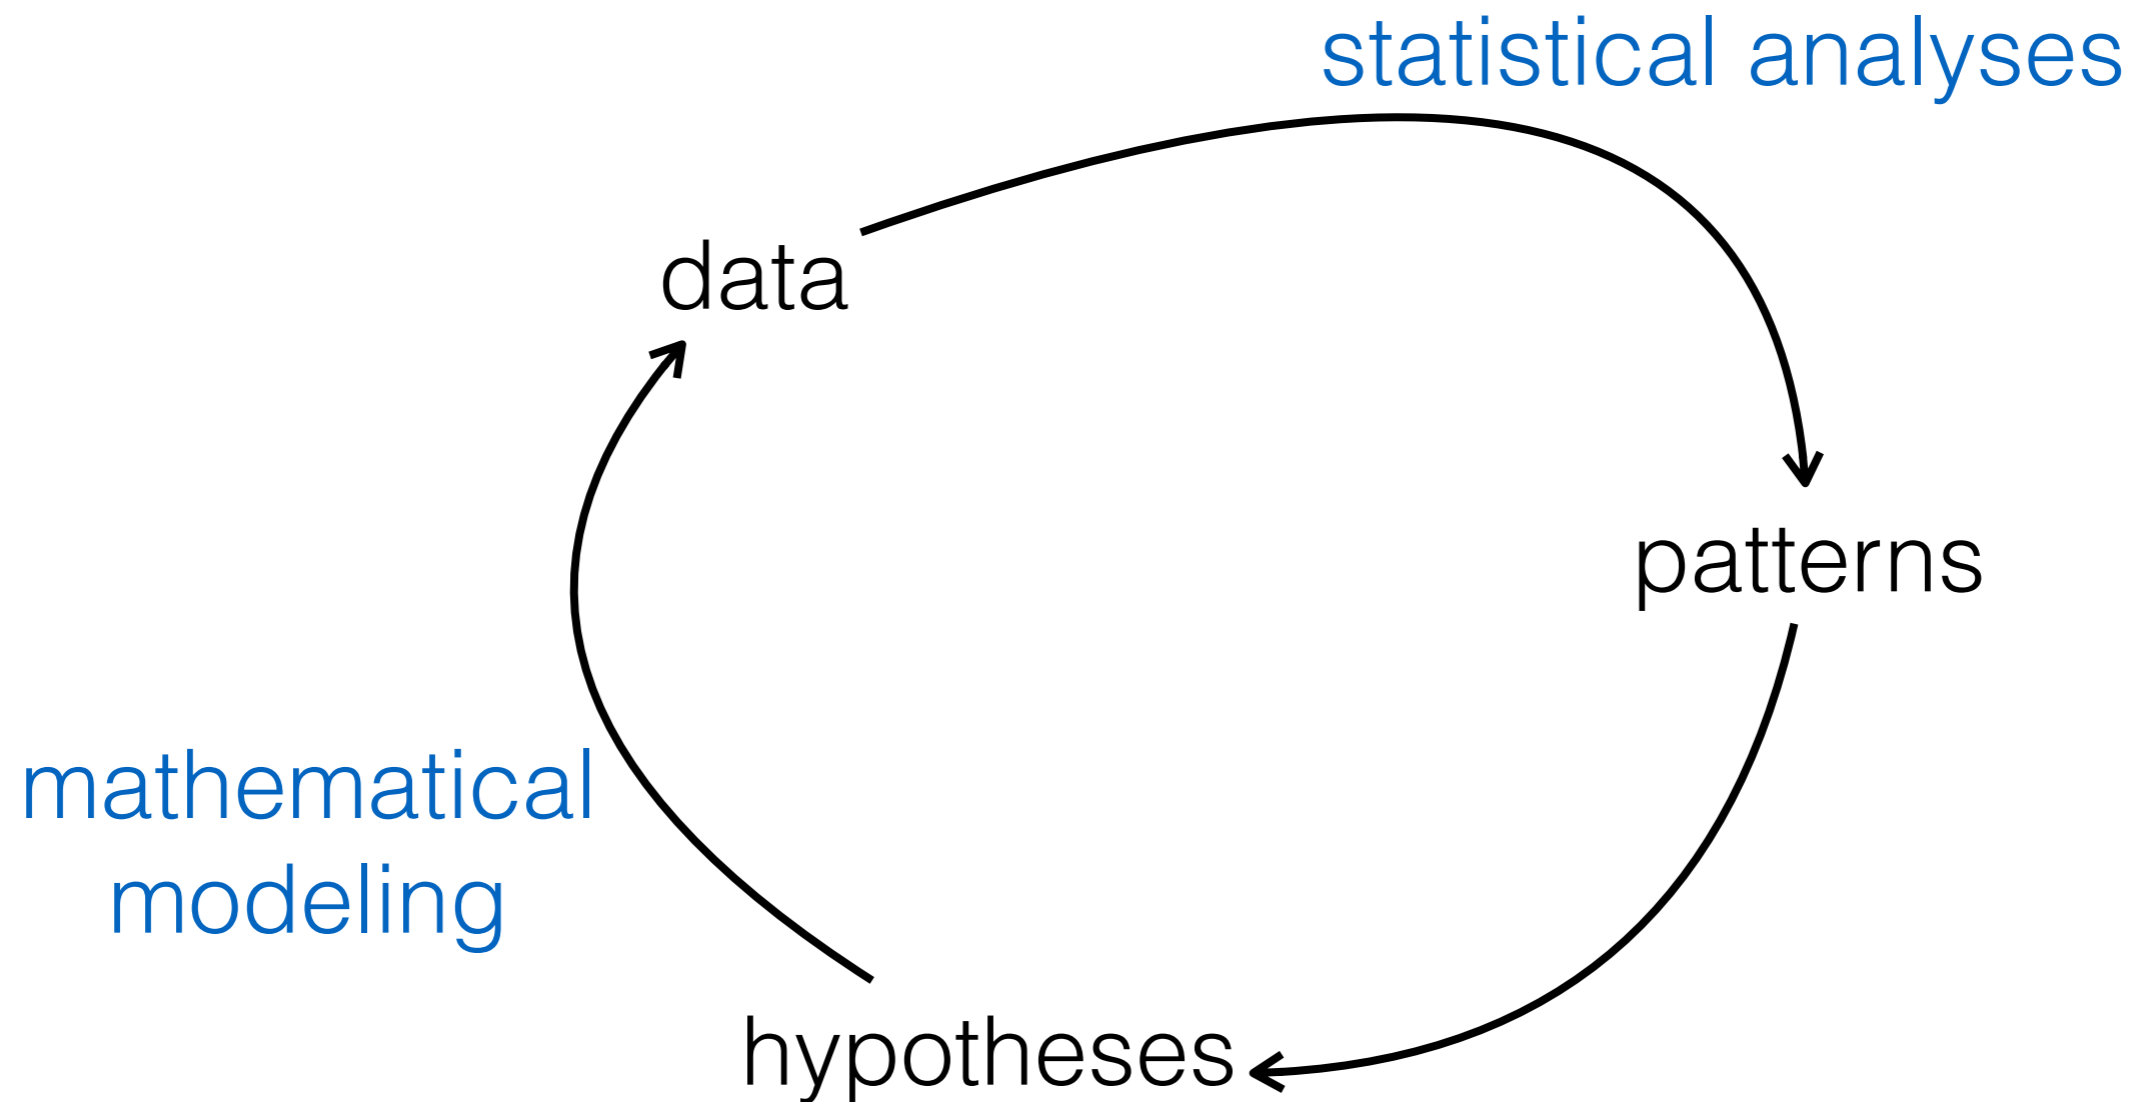 statistical analyses
data
patterns
mathematical
modeling
hypotheses